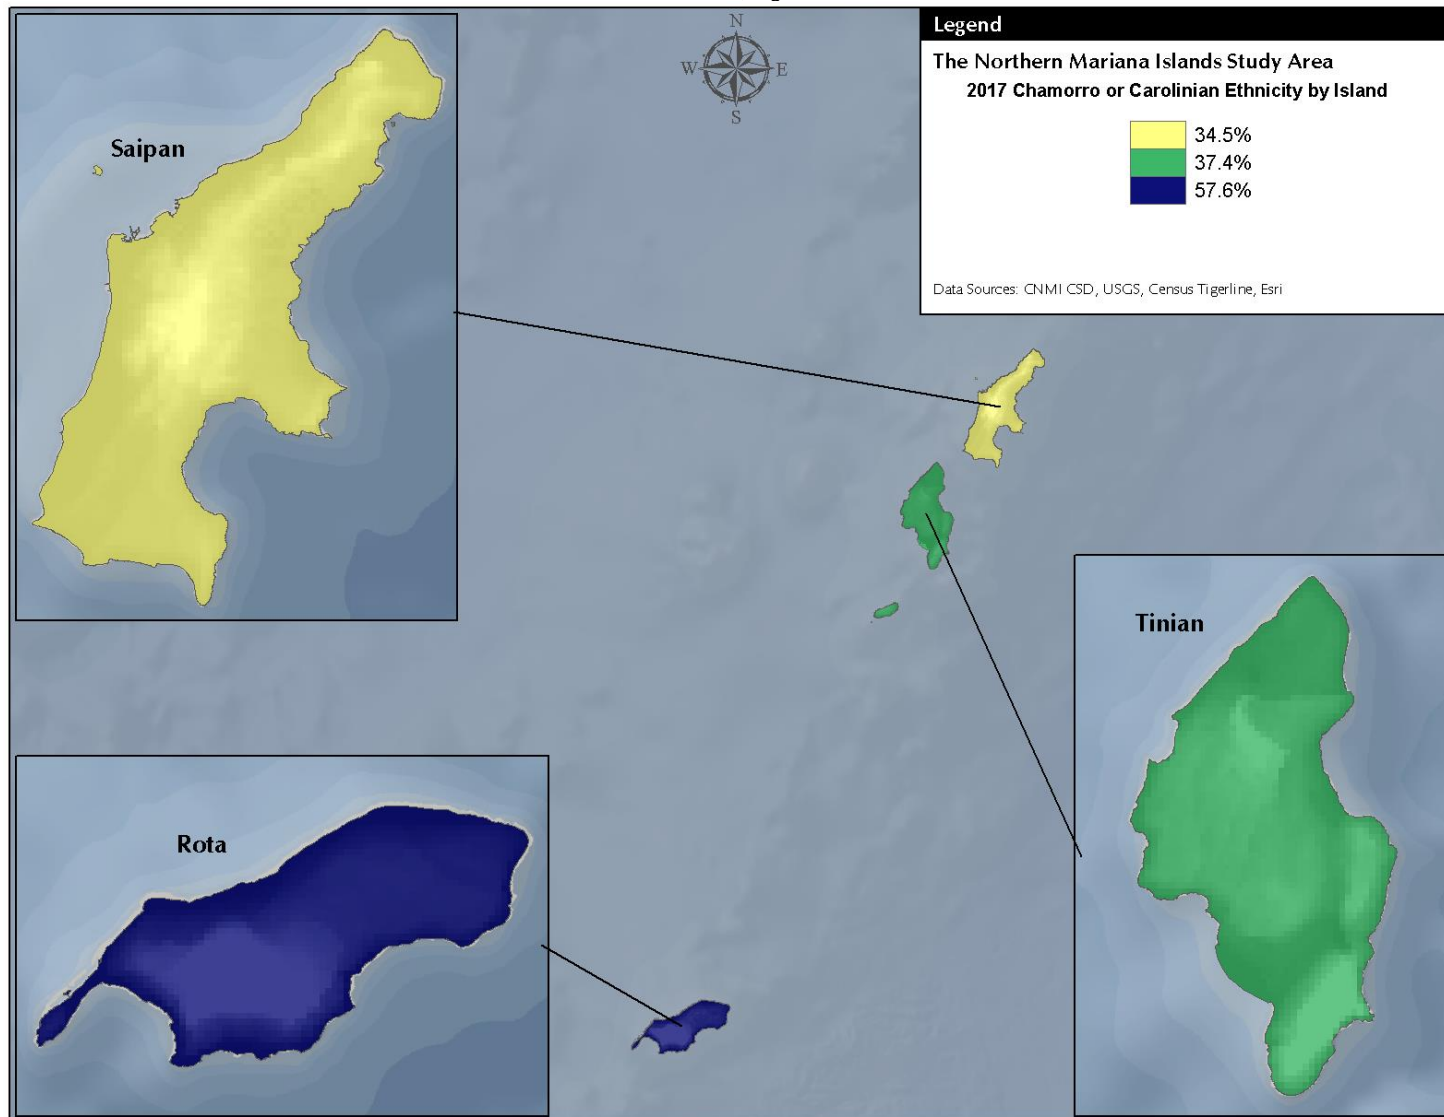 N
W E
S
Legend
The Northern Mariana Islands Study Area
2017 Chamorro or Carolinian Ethnicity by Island
34.5%
37.4%
57.6%
Data Sources: CNMI CSD, USGS, Census Tigerline, Esri
Saipan
Tinian
Rota